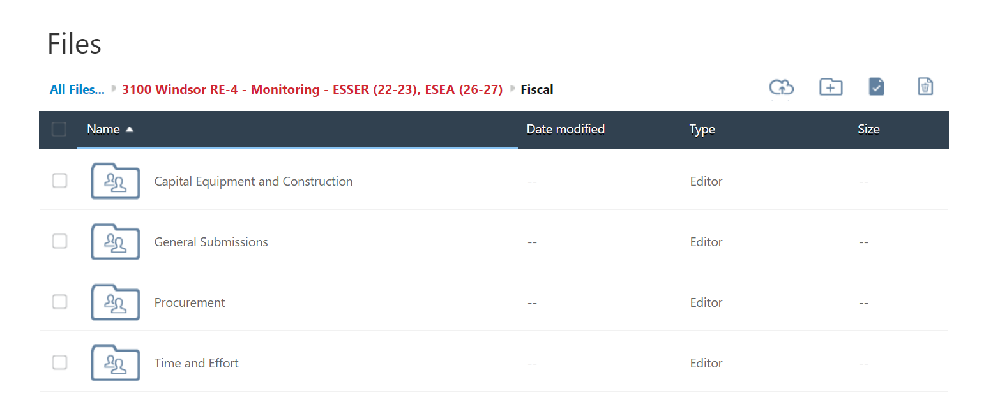 Files
All Files... 3100 Windsor RE-4 - Monitoring - ESSER (22-23), ESEA (26-27) Fiscal
Name Date modified Type Size
Capital Equipment and Construction -- Editor --
General Submissions -- Editor --
Procurement -- Editor --
Time and Effort -- Editor --